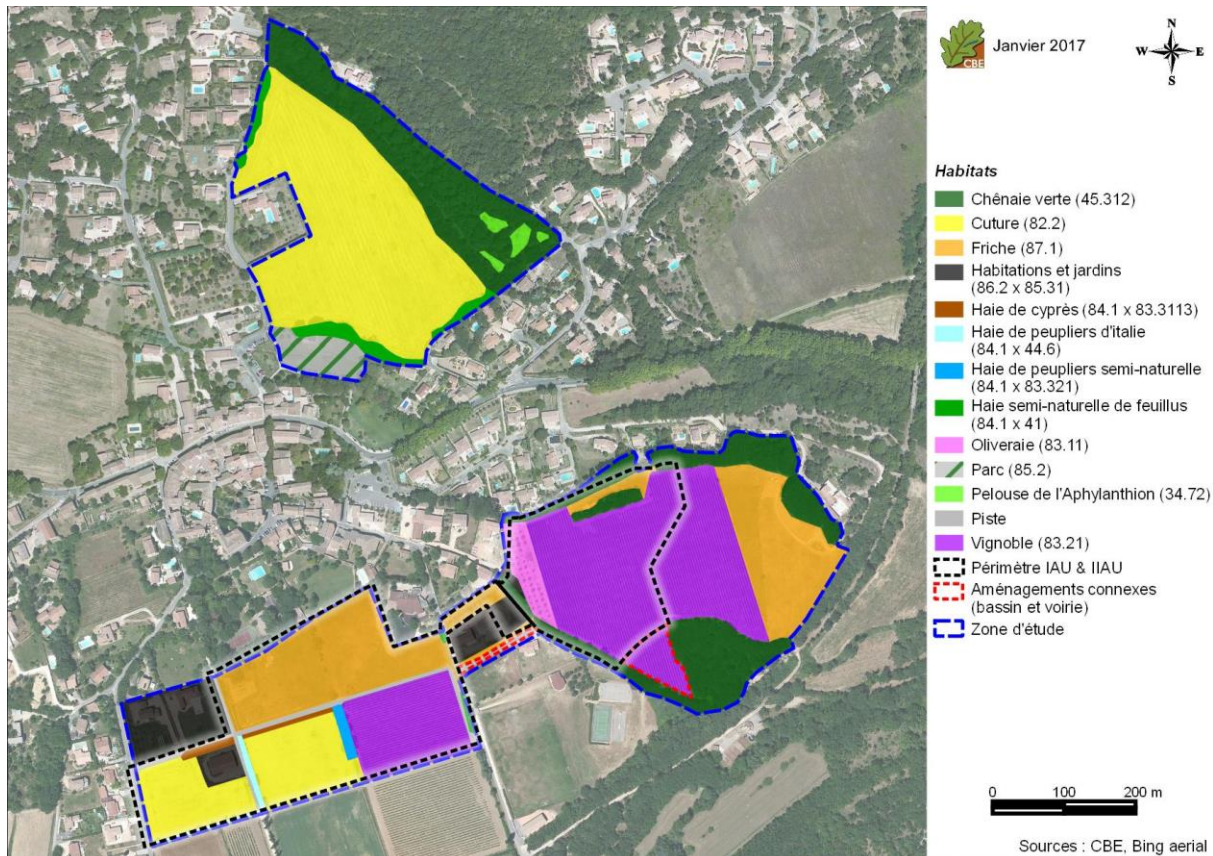 CBE
Janvier 2017
N
W E
S
Habitats
Chênaie verte (45.312)
Cuture (82.2)
Friche (87.1)
Habitations et jardins
(86.2 x 85.31)
Haie de cyprès (84.1 x 83.3113)
Haie de peupliers d'italie
(84.1 x 44.6)
Haie de peupliers semi-naturelle
(84.1 x 83.321)
Haie semi-naturelle de feuillus
(84.1 x 41)
Oliveraie (83.11)
Parc (85.2)
Pelouse de l'Aphylanthion (34.72)
Piste
Vignoble (83.21)
Périmètre IAU & IIAU
Aménagements connexes
(bassin et voirie)
Zone d'étude
0 100 200 m
Sources : CBE, Bing aerial